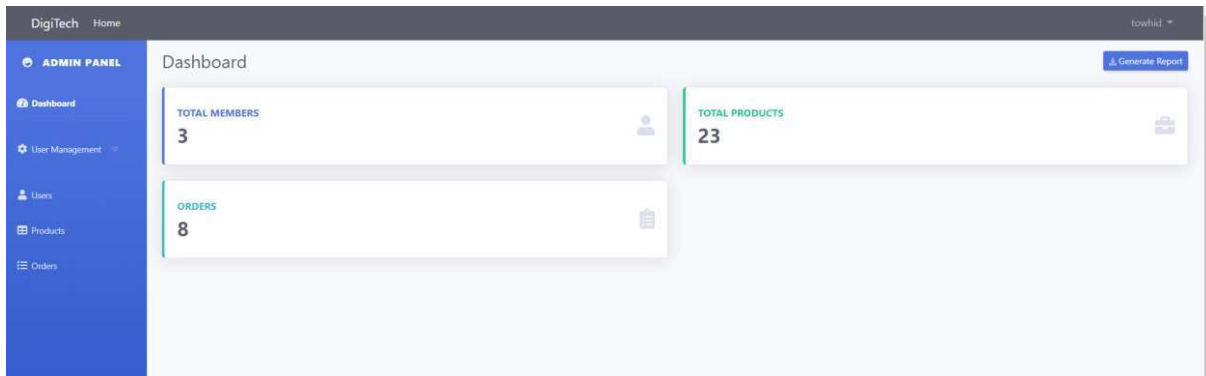 DigiTech Home
towhid
ADMIN PANEL
Dashboard
User Management
Users
Products
Orders
Dashboard
Generate Report
TOTAL MEMBERS
3
TOTAL PRODUCTS
23
ORDERS
8